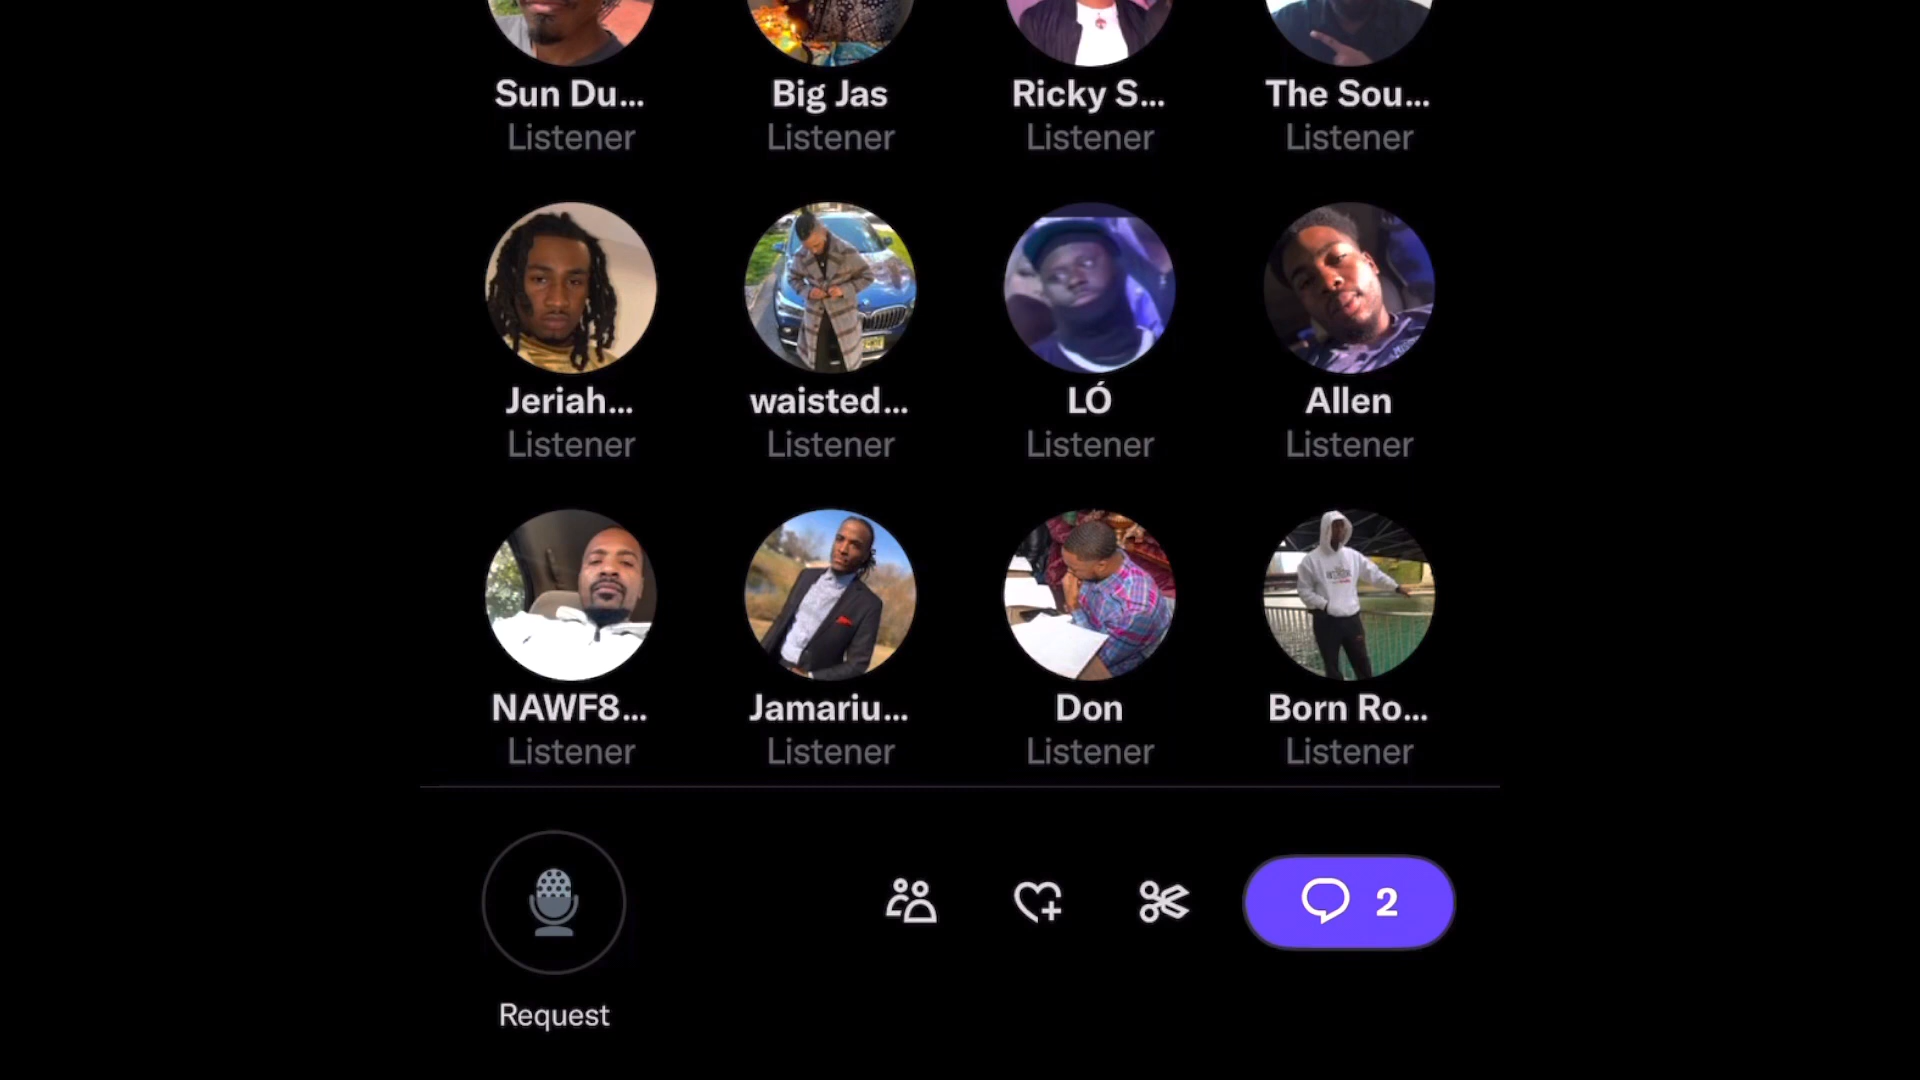 Sun Du... Big Jas Ricky S... The Sou...
Listener Listener Listener Listener
Jeriah... waisted... LÓ Allen
Listener Listener Listener Listener
NAWF8... Jamariu... Don Born Ro...
Listener Listener Listener Listener
2
Request